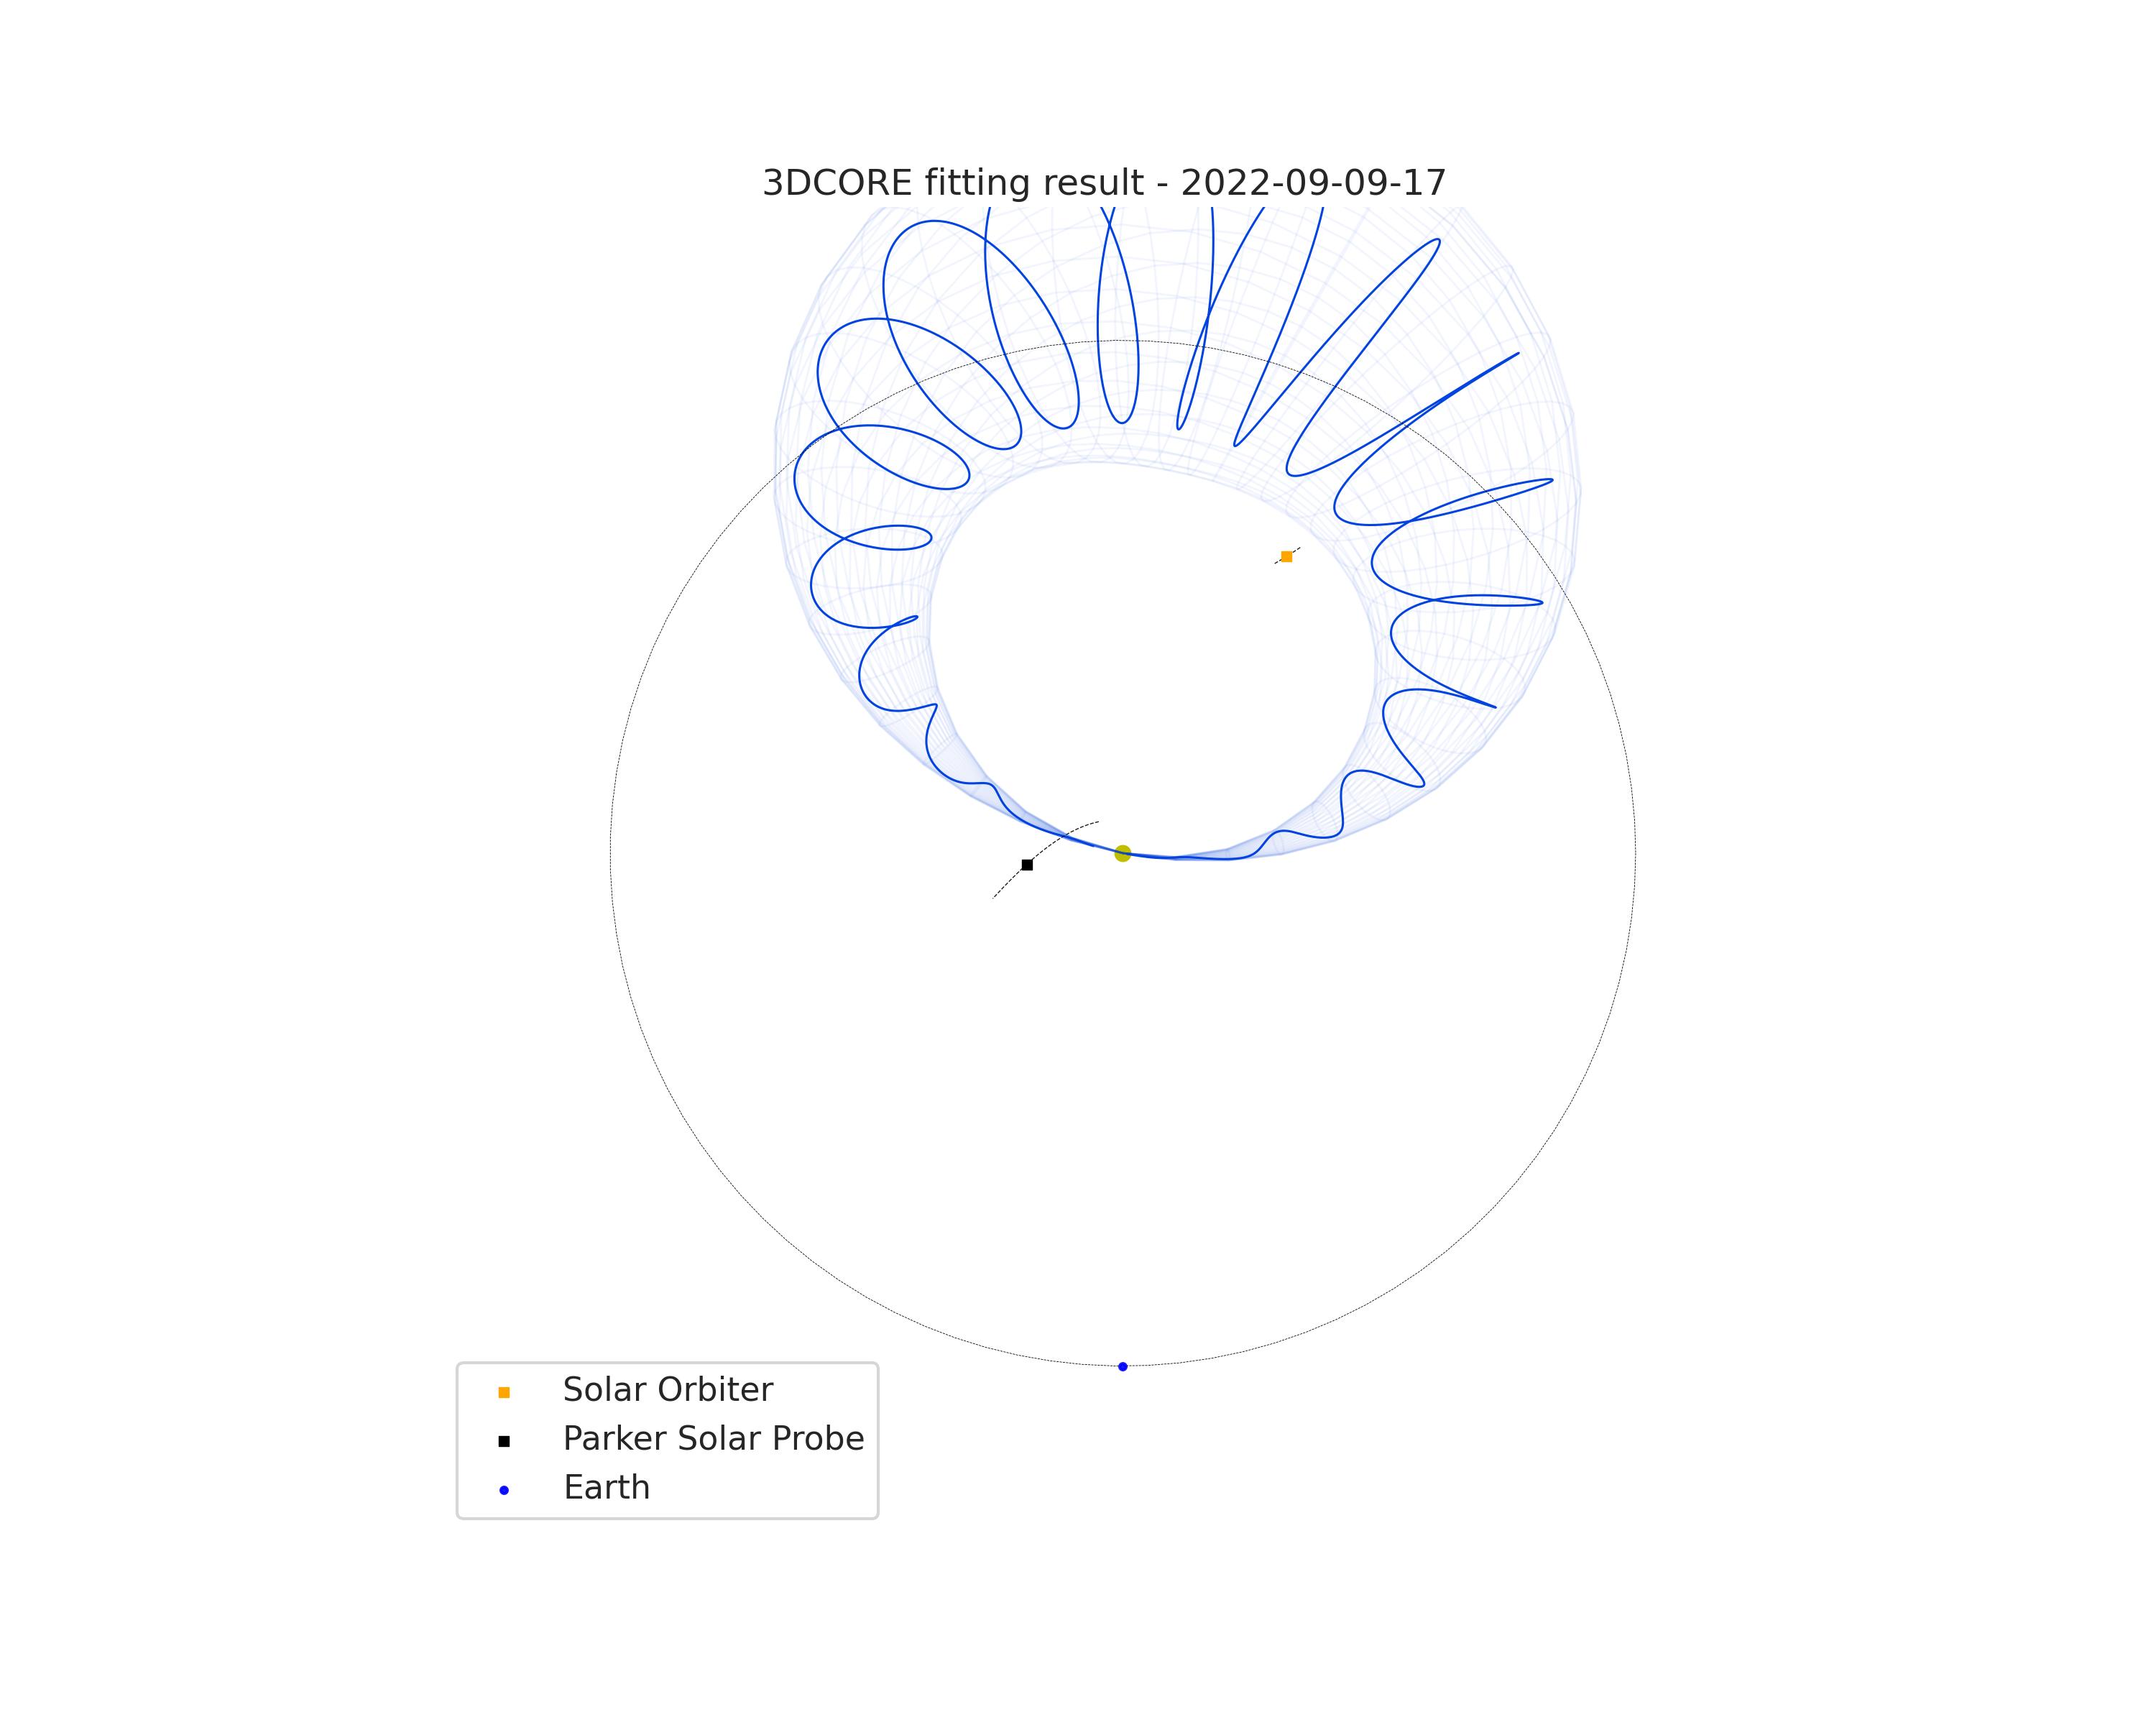 3DCORE fitting result - 2022-09-09-17
Solar Orbiter
Parker Solar Probe
Earth